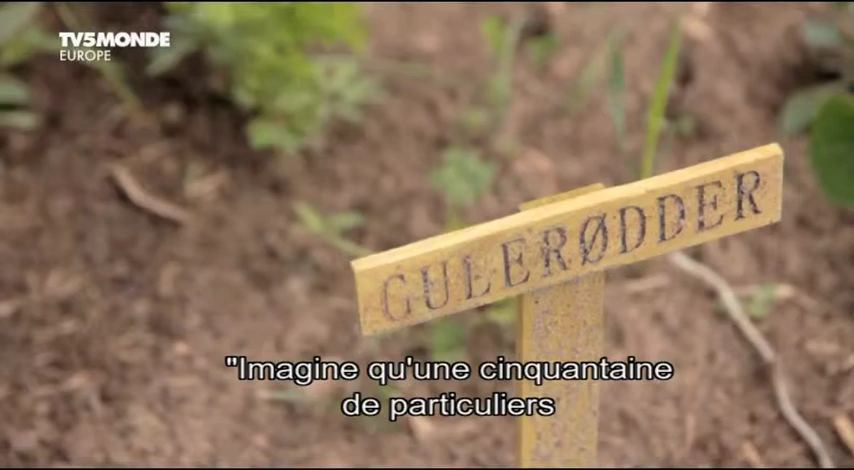 TV5MONDE
EUROPE
GULERØDDER
"Imagine qu'une cinquantaine
de particuliers